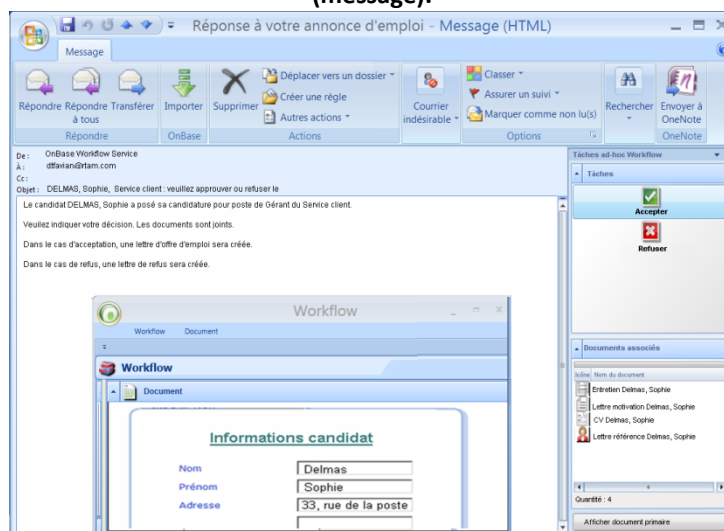 (message).
Réponse à votre annonce d'emploi - Message (HTML)
Message
Répondre Répondre à tous Transférer
Répondre
Importer
OnBase
Supprimer
Déplacer vers un dossier
Créer une règle
Autres actions
Actions
Courrier indésirable
Classer
Assurer un suivi
Marquer comme non lu(s)
Options
Rechercher
Envoyer à OneNote
OneNote
De : OnBase Workflow Service
À : dtfavian@rtam.com
Cc :
Objet : DELMAS, Sophie, Service client : veuillez approuver ou refuser le
Le candidat DELMAS, Sophie a posé sa candidature pour poste de Gérant du Service client.
Veuillez indiquer votre décision. Les documents sont joints.
Dans le cas d'acceptation, une lettre d'offre d'emploi sera créée.
Dans le cas de refus, une lettre de refus sera créée.
Workflow
Workflow Document
Workflow
Document
Informations candidat
Nom Delmas
Prénom Sophie
Adresse 33, rue de la poste
Tâches ad-hoc Workflow
Tâches
Accepter
Refuser
Documents associés
Icône Nom du document
Entretien Delmas, Sophie
Lettre motivation Delmas, Sophie
CV Delmas, Sophie
Lettre référence Delmas, Sophie
Quantité : 4
Afficher document primaire